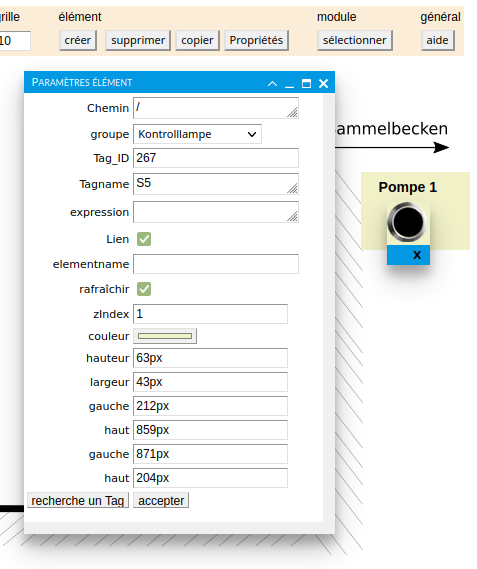 rille élément module général
10 créer supprimer copier Propriétés sélectionner aide
Paramètres élément
Chemin /
groupe Kontrolllampe
Tag_ID 267
Tagname S5
expression
Lien
elementname
rafraîchir
zIndex 1
couleur
hauteur 63px
largeur 43px
gauche 212px
haut 859px
gauche 871px
haut 204px
recherche un Tag accepter
ammelbecken
Pompe 1
x